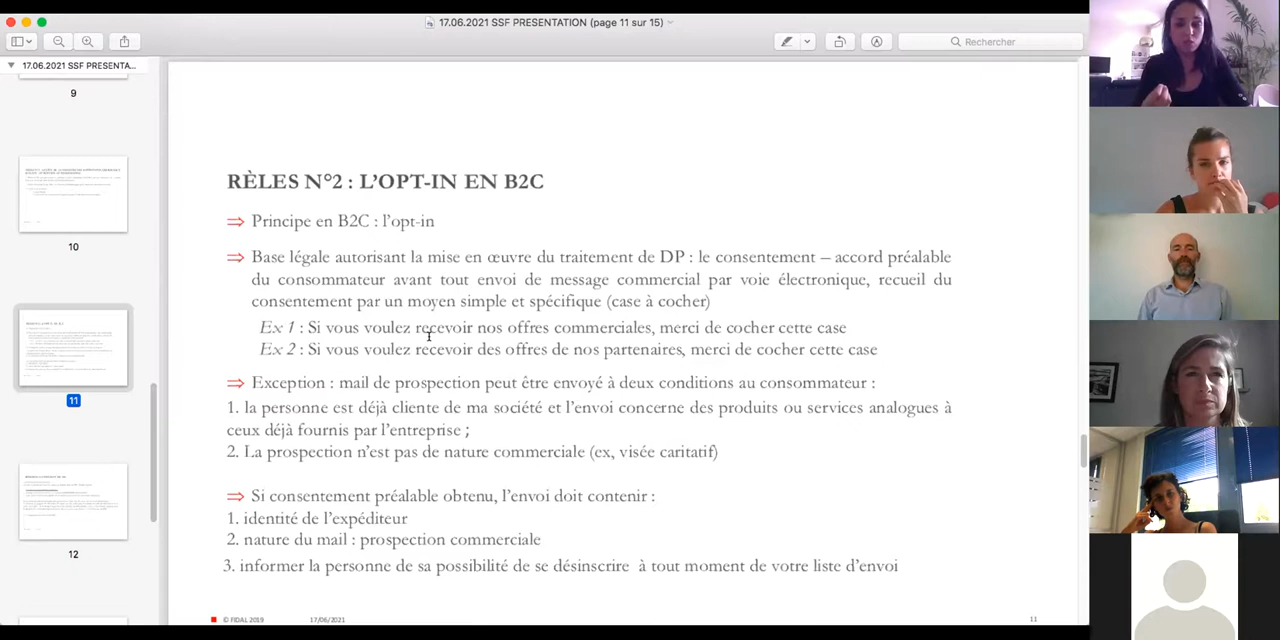 17.06.2021 SSF PRESENTATION (page 11 sur 15)
Rechercher
17.06.2021 SSF PRESENTA...
9
10
11
12
RÈLES N°2 : L'OPT-IN EN B2C
⇒ Principe en B2C : l'opt-in
⇒ Base légale autorisant la mise en œuvre du traitement de DP : le consentement – accord préalable
du consommateur avant tout envoi de message commercial par voie électronique, recueil du
consentement par un moyen simple et spécifique (case à cocher)
Ex 1 : Si vous voulez recevoir nos offres commerciales, merci de cocher cette case
Ex 2 : Si vous voulez recevoir des offres de nos partenaires, merci de cocher cette case
⇒ Exception : mail de prospection peut être envoyé à deux conditions au consommateur :
1. la personne est déjà cliente de ma société et l'envoi concerne des produits ou services analogues à
ceux déjà fournis par l'entreprise ;
2. La prospection n'est pas de nature commerciale (ex, visée caritatif)
⇒ Si consentement préalable obtenu, l'envoi doit contenir :
1. identité de l'expéditeur
2. nature du mail : prospection commerciale
3. informer la personne de sa possibilité de se désinscrire à tout moment de votre liste d'envoi
© FIDAL 2019
17/06/2021
11